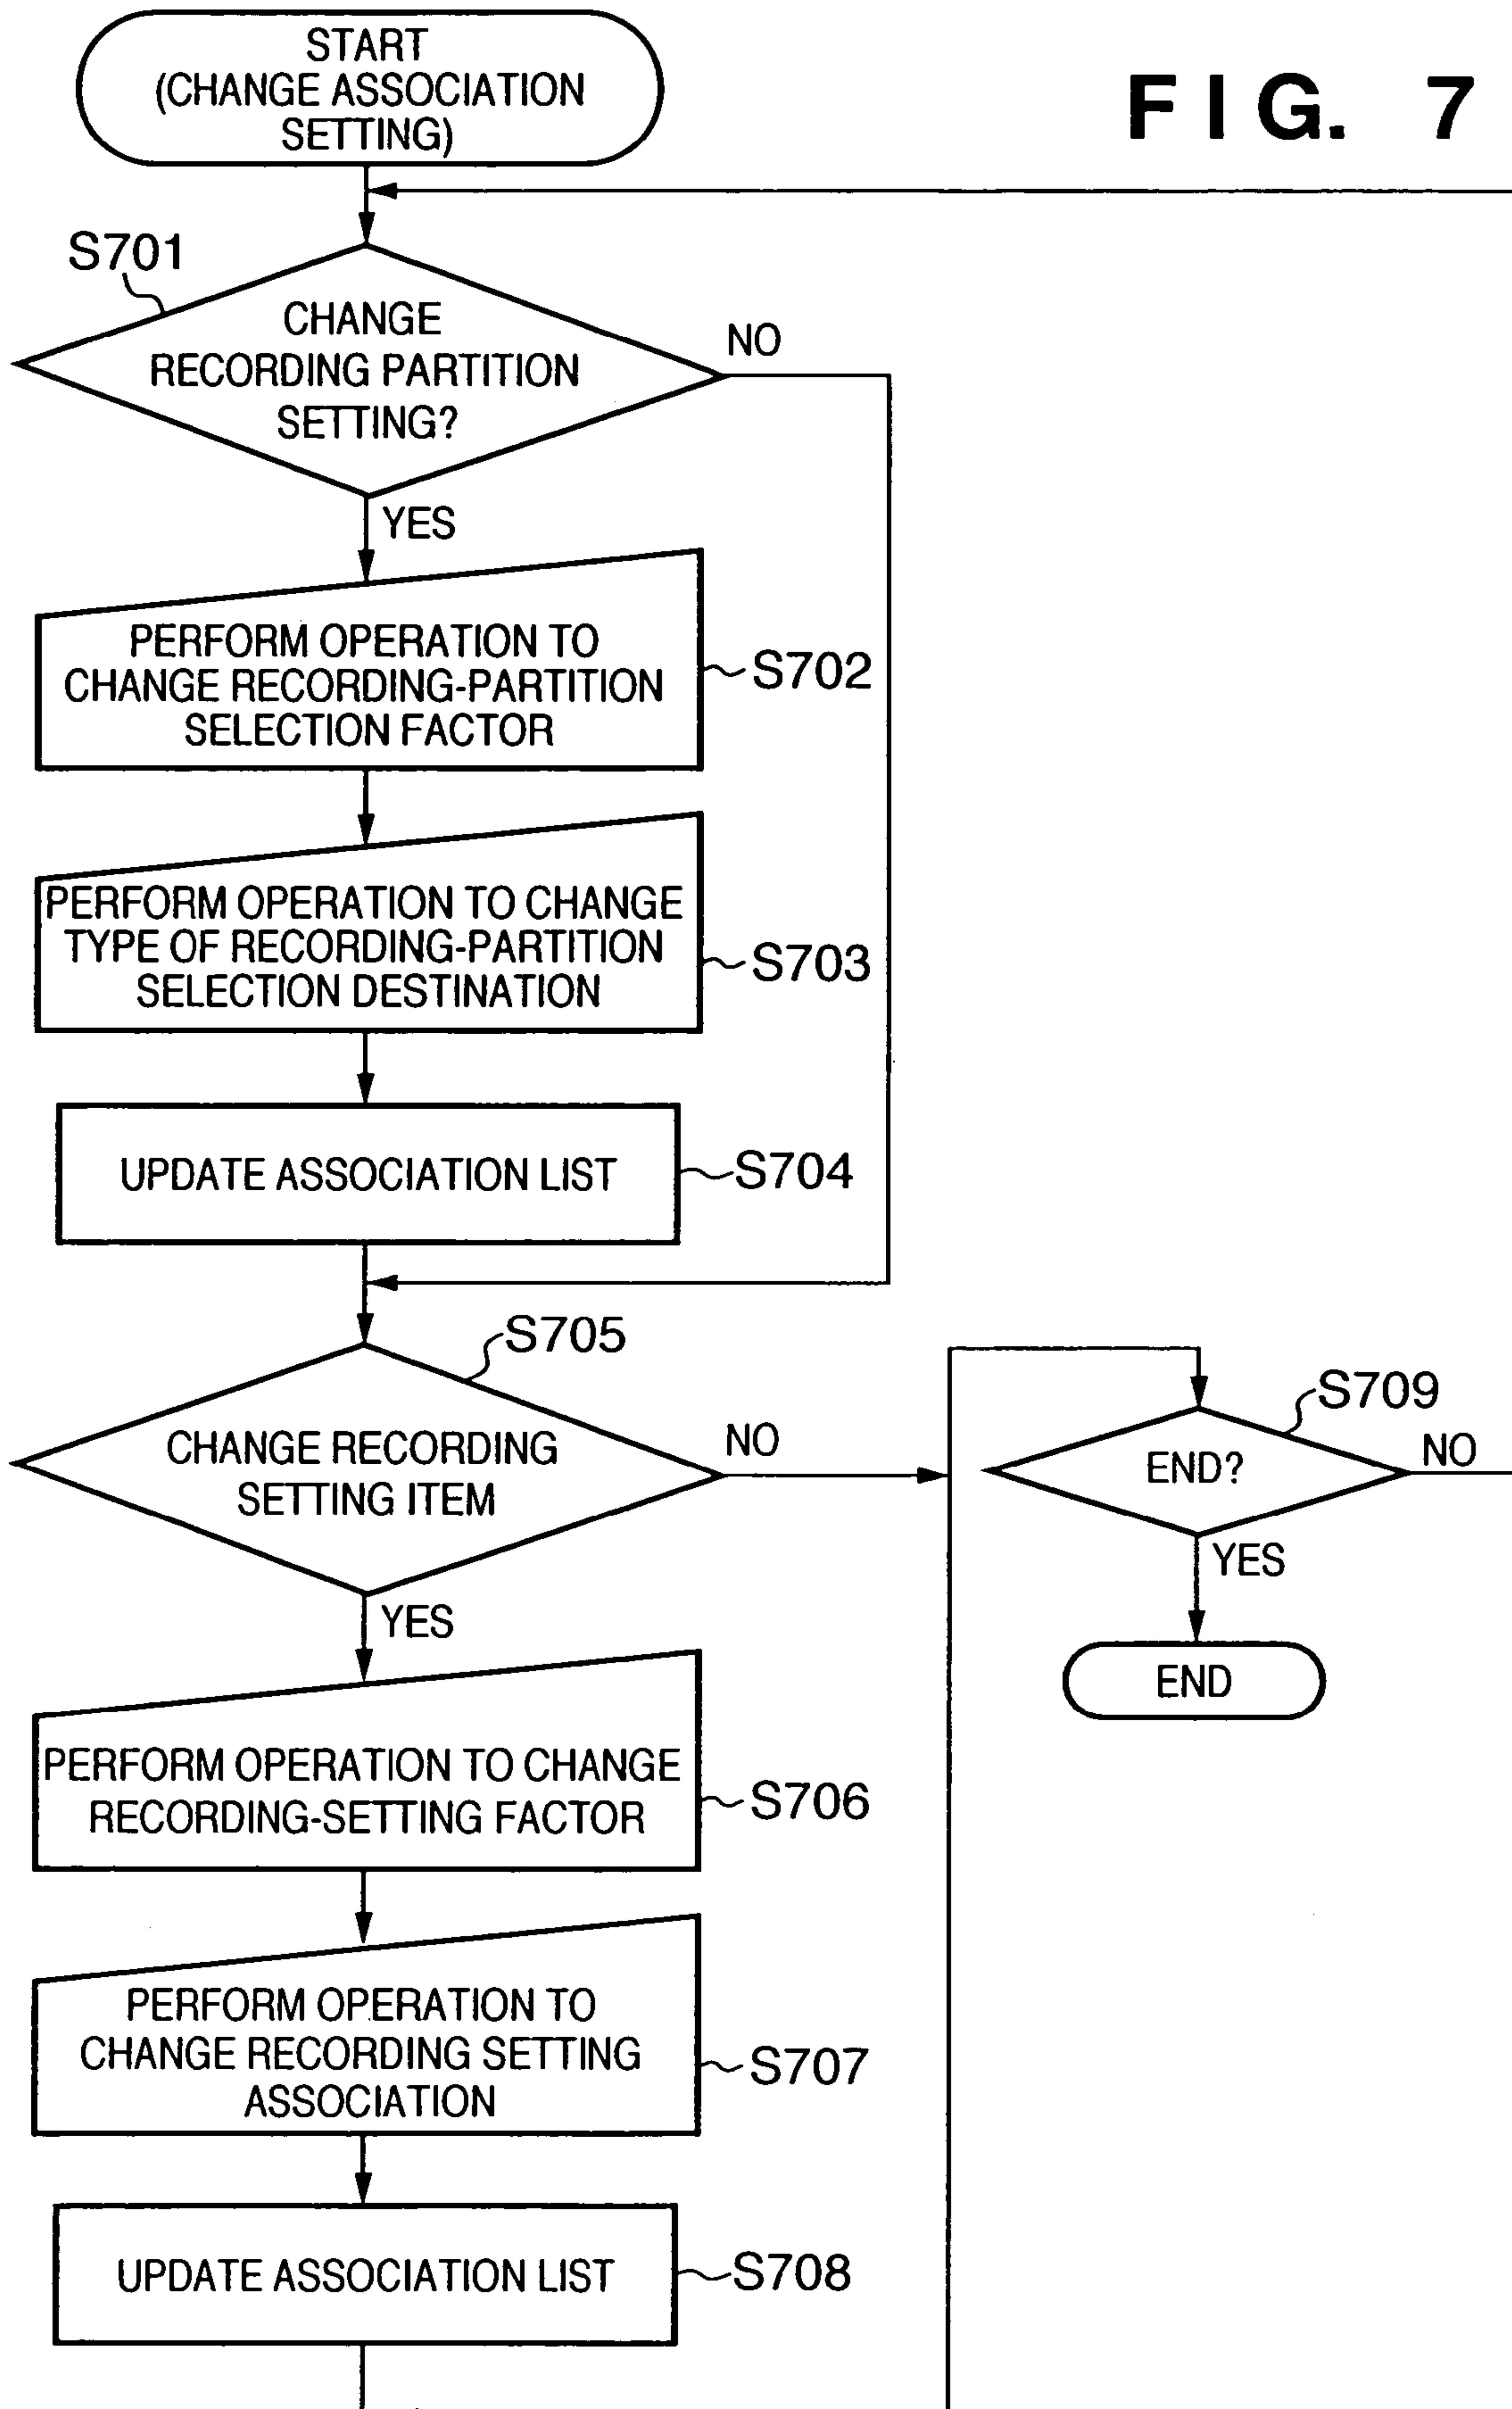 START
(CHANGE ASSOCIATION
SETTING)
FIG. 7
S701
CHANGE
RECORDING PARTITION
SETTING?
NO
YES
PERFORM OPERATION TO
CHANGE RECORDING-PARTITION
SELECTION FACTOR
S702
PERFORM OPERATION TO CHANGE
TYPE OF RECORDING-PARTITION
SELECTION DESTINATION
S703
UPDATE ASSOCIATION LIST
S704
S705
CHANGE RECORDING
SETTING ITEM
NO
YES
PERFORM OPERATION TO CHANGE
RECORDING-SETTING FACTOR
S706
PERFORM OPERATION TO
CHANGE RECORDING SETTING
ASSOCIATION
S707
UPDATE ASSOCIATION LIST
S708
S709
END?
NO
YES
END